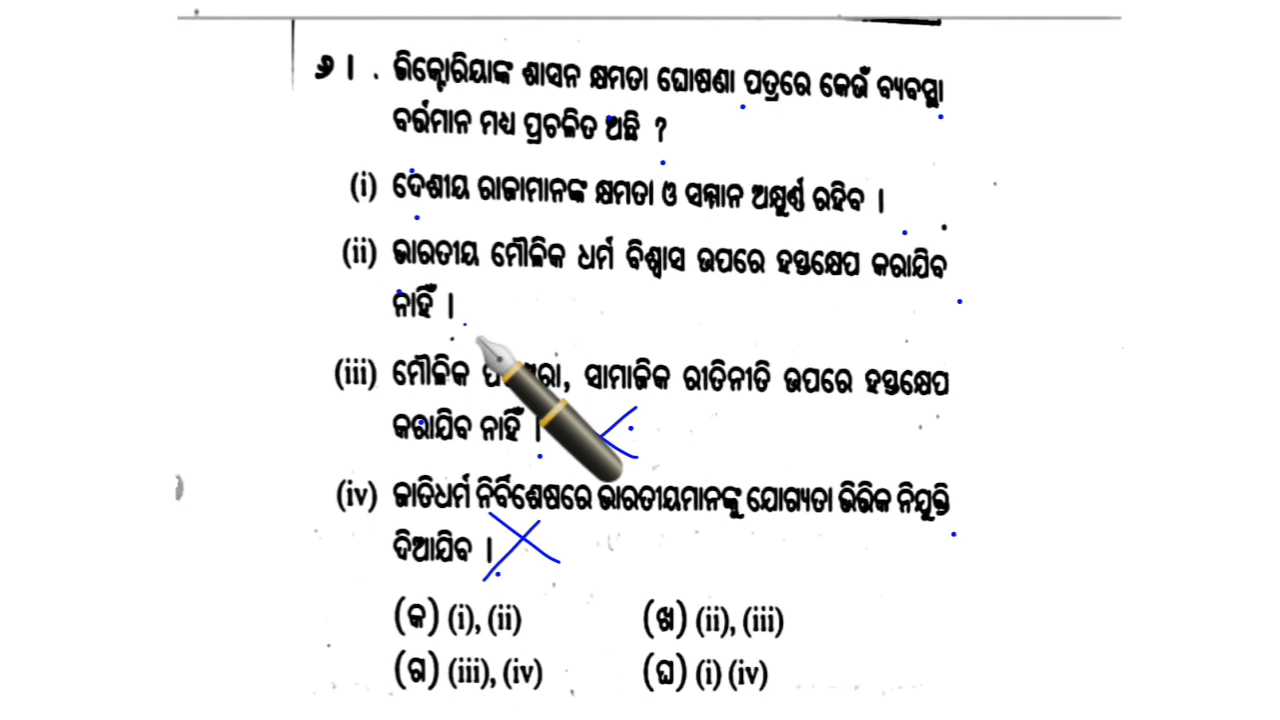 ୬ । ଭିକ୍ଟୋରିୟାଙ୍କ ଶାସନ କ୍ଷମତା ଘୋଷଣା ପତ୍ରରେ କେଉଁ ବ୍ୟବସ୍ଥା
ବର୍ତ୍ତମାନ ମଧ୍ୟ ପ୍ରଚଳିତ ଅଛି ?
(i) ଦେଶୀୟ ରାଜାମାନଙ୍କ କ୍ଷମତା ଓ ସମ୍ମାନ ଅକ୍ଷୁର୍ଣ୍ଣ ରହିବ ।
(ii) ଭାରତୀୟ ମୌଳିକ ଧର୍ମ ବିଶ୍ୱାସ ଉପରେ ହସ୍ତକ୍ଷେପ କରାଯିବ
ନାହିଁ ।
(iii) ମୌଳିକ ସାମାଜିକ ରୀତିନୀତି ଉପରେ ହସ୍ତକ୍ଷେପ
କରାଯିବ ନାହିଁ ।
(iv) ଜାତିଧର୍ମ ନିର୍ବିଶେଷରେ ଭାରତୀୟମାନଙ୍କୁ ଯୋଗ୍ୟତା ଭିତ୍ତିକ ନିଯୁକ୍ତି
ଦିଆଯିବ ।
(କ) (i), (ii) (ଖ) (ii), (iii)
(ଗ) (iii), (iv) (ଘ) (i) (iv)